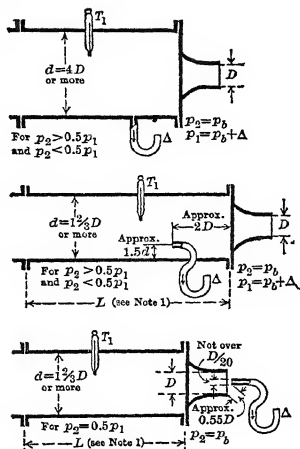 T1
d=4D
or more
D
For
p2>0.5p1
and p2<0.5p1
Δ
p2=pb
p1=pb+Δ
T1
d=1⅔D
or more
Approx.
2D
Approx.
1.5d
D
For p2>0.5p1
and p2<0.5p1
Δ
p2=pb
p1=pb+Δ
L (see Note 1)
T1
d=1⅔D
or more
Not over
D/20
D
Approx.
0.55D
Δ
For p2=0.5p1
L (see Note 1)
p2=pb